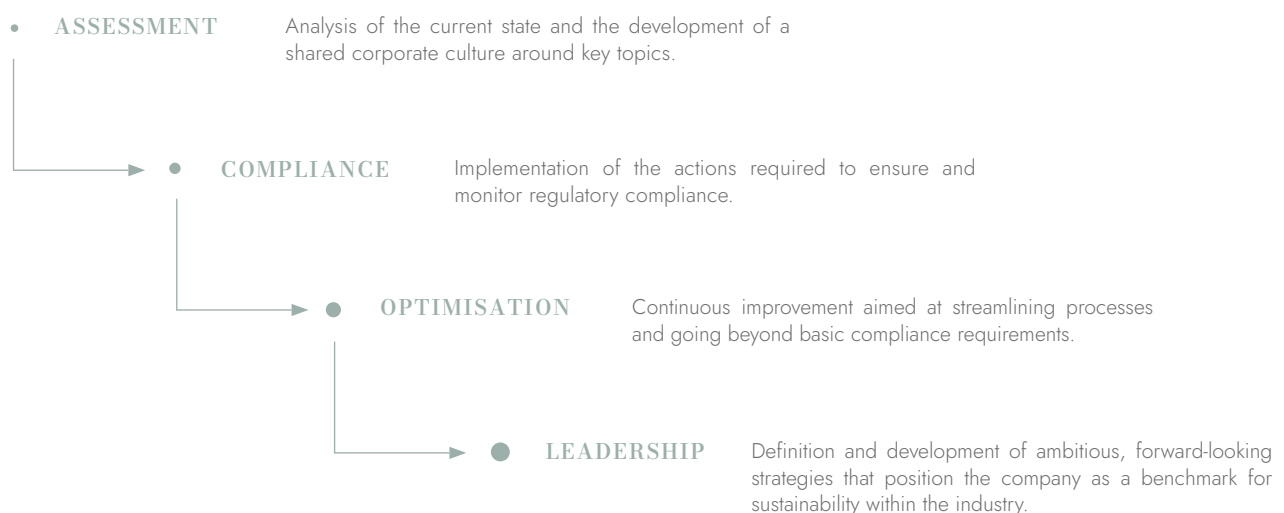 ASSESSMENT
Analysis of the current state and the development of a
shared corporate culture around key topics.
COMPLIANCE
Implementation of the actions required to ensure and
monitor regulatory compliance.
OPTIMISATION
Continuous improvement aimed at streamlining processes
and going beyond basic compliance requirements.
LEADERSHIP
Definition and development of ambitious, forward-looking
strategies that position the company as a benchmark for
sustainability within the industry.